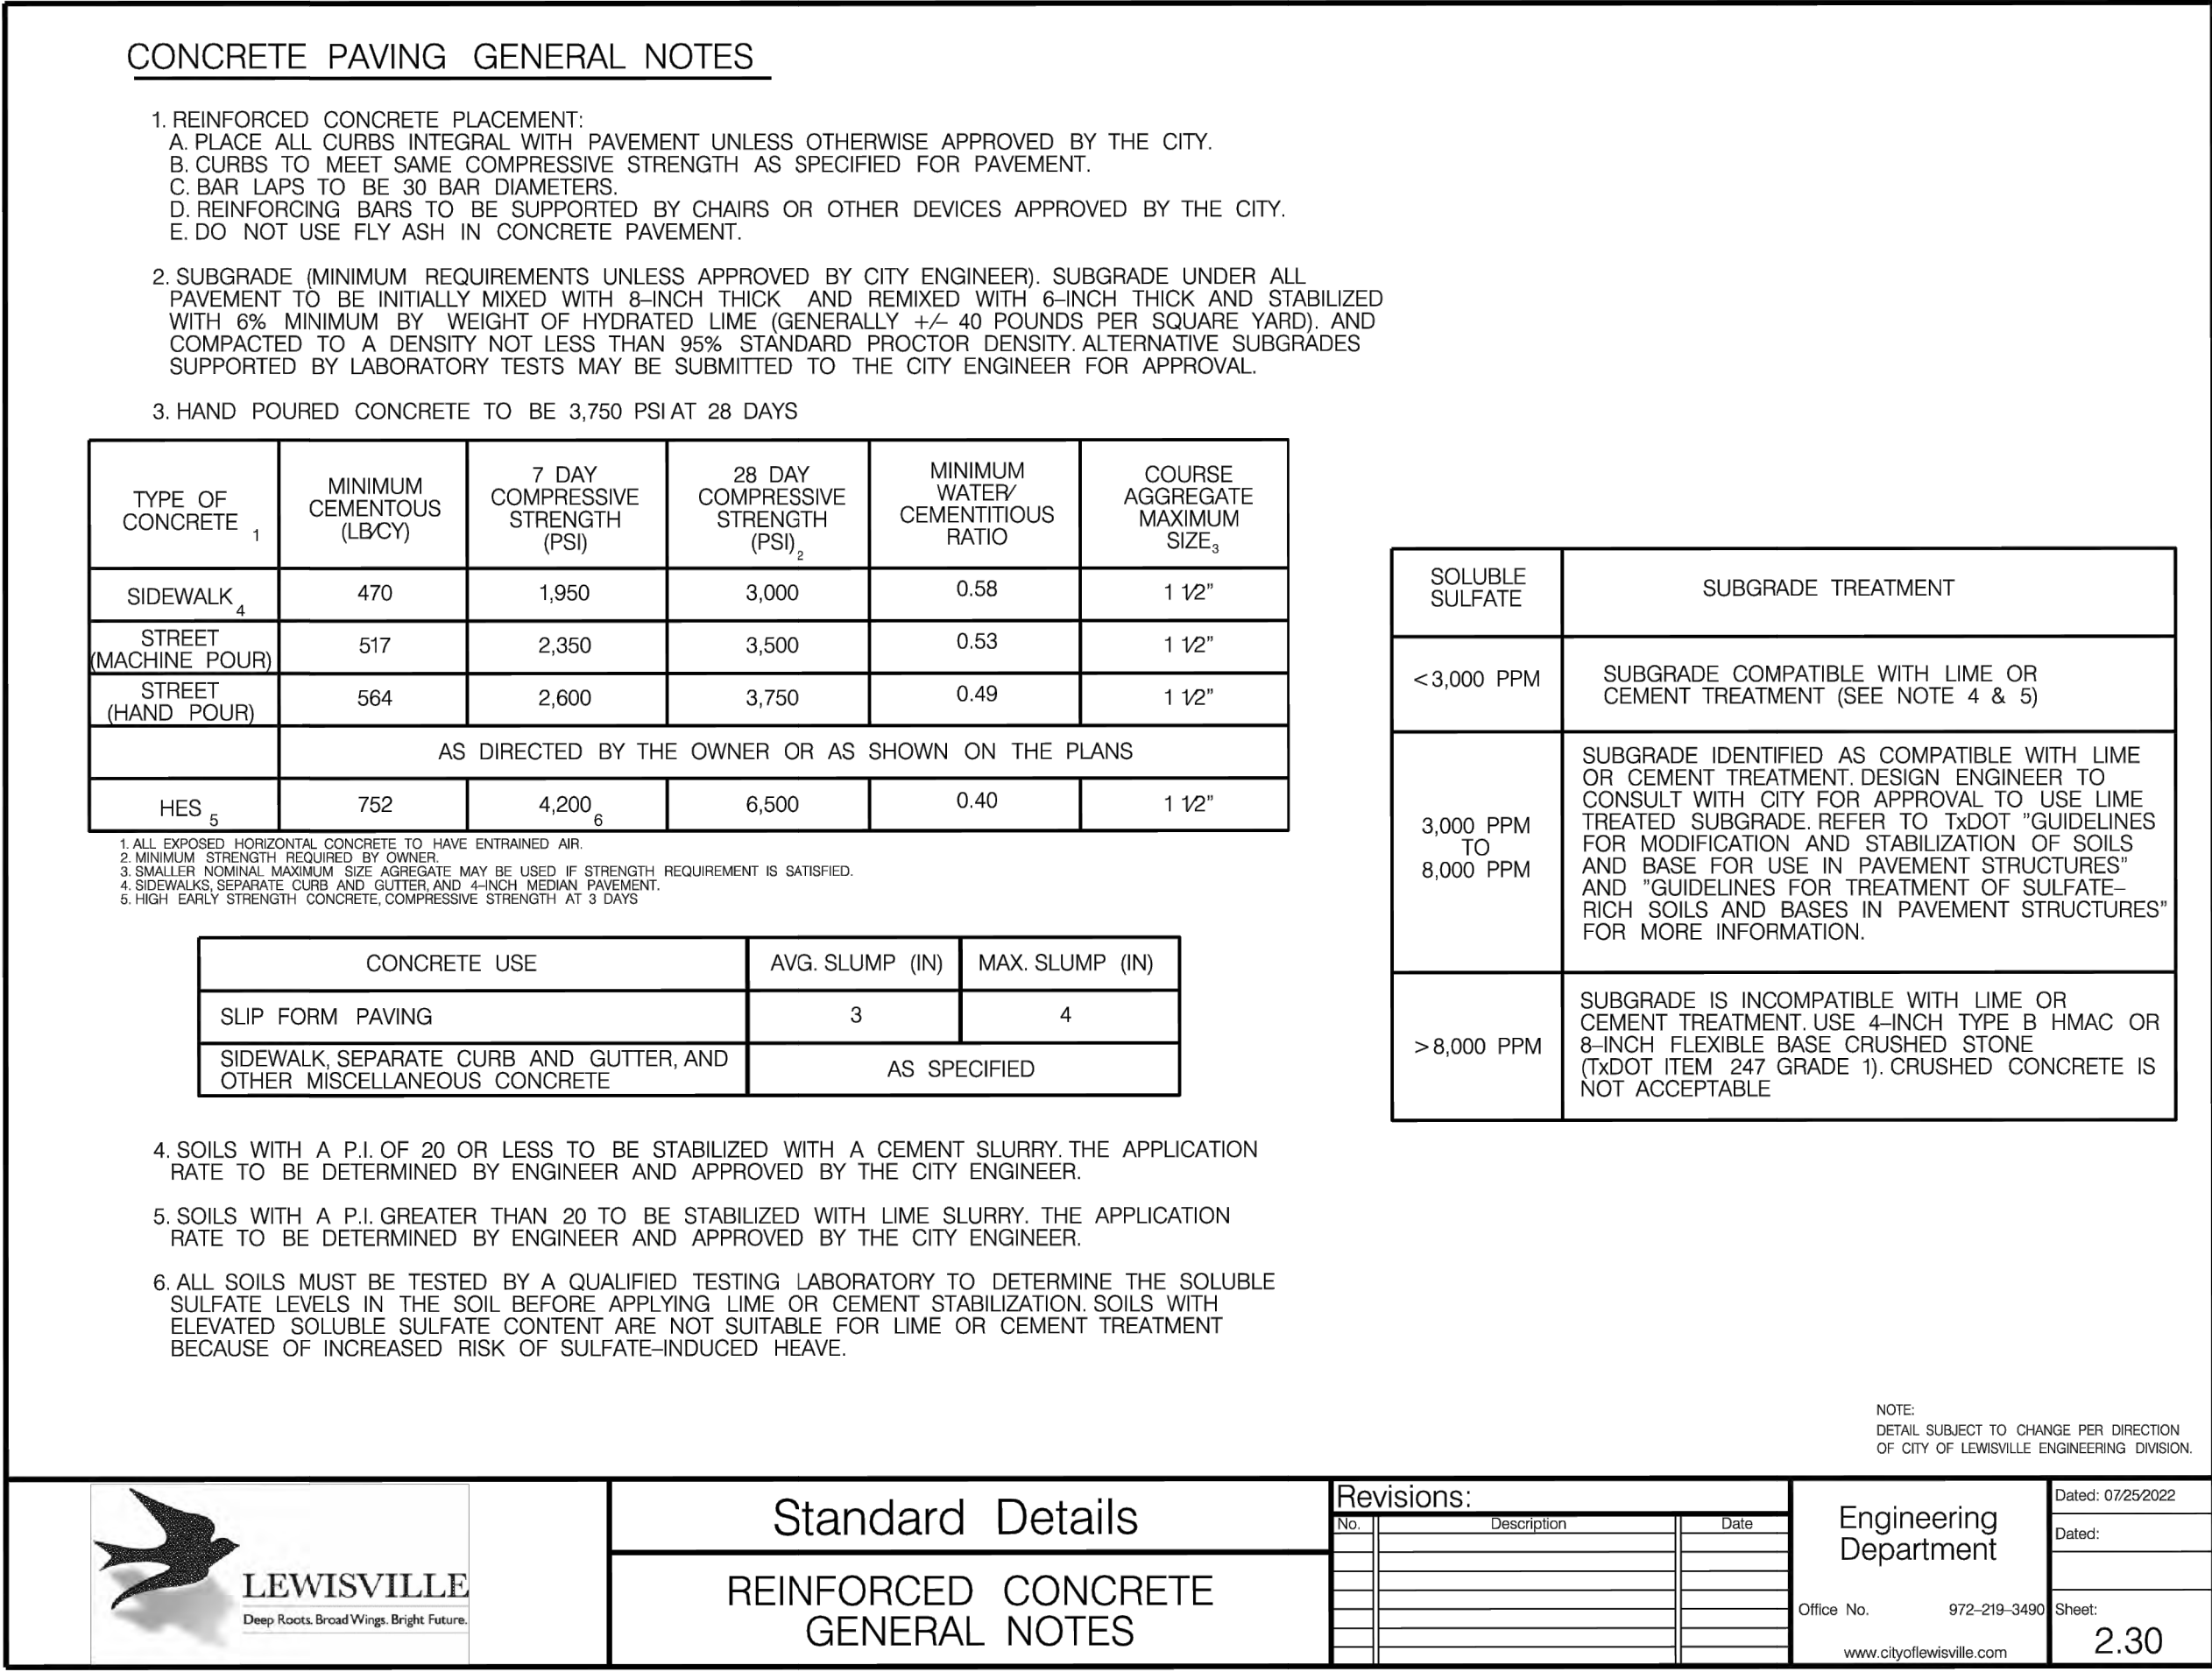 CONCRETE PAVING GENERAL NOTES
1. REINFORCED CONCRETE PLACEMENT:
A. PLACE ALL CURBS INTEGRAL WITH PAVEMENT UNLESS OTHERWISE APPROVED BY THE CITY.
B. CURBS TO MEET SAME COMPRESSIVE STRENGTH AS SPECIFIED FOR PAVEMENT.
C. BAR LAPS TO BE 30 BAR DIAMETERS.
D. REINFORCING BARS TO BE SUPPORTED BY CHAIRS OR OTHER DEVICES APPROVED BY THE CITY.
E. DO NOT USE FLY ASH IN CONCRETE PAVEMENT.
2. SUBGRADE (MINIMUM REQUIREMENTS UNLESS APPROVED BY CITY ENGINEER). SUBGRADE UNDER ALL
PAVEMENT TO BE INITIALLY MIXED WITH 8–INCH THICK AND REMIXED WITH 6–INCH THICK AND STABILIZED
WITH 6% MINIMUM BY WEIGHT OF HYDRATED LIME (GENERALLY +/– 40 POUNDS PER SQUARE YARD). AND
COMPACTED TO A DENSITY NOT LESS THAN 95% STANDARD PROCTOR DENSITY. ALTERNATIVE SUBGRADES
SUPPORTED BY LABORATORY TESTS MAY BE SUBMITTED TO THE CITY ENGINEER FOR APPROVAL.
3. HAND POURED CONCRETE TO BE 3,750 PSI AT 28 DAYS
TYPE OF
CONCRETE 1
MINIMUM
CEMENTOUS
(LB/CY)
7 DAY
COMPRESSIVE
STRENGTH
(PSI)
28 DAY
COMPRESSIVE
STRENGTH
(PSI) 2
MINIMUM
WATER/
CEMENTITIOUS
RATIO
COURSE
AGGREGATE
MAXIMUM
SIZE 3
SIDEWALK 4 470 1,950 3,000 0.58 1 1/2"
STREET
(MACHINE POUR) 517 2,350 3,500 0.53 1 1/2"
STREET
(HAND POUR) 564 2,600 3,750 0.49 1 1/2"
AS DIRECTED BY THE OWNER OR AS SHOWN ON THE PLANS
HES 5 752 4,200 6 6,500 0.40 1 1/2"
1. ALL EXPOSED HORIZONTAL CONCRETE TO HAVE ENTRAINED AIR.
2. MINIMUM STRENGTH REQUIRED BY OWNER.
3. SMALLER NOMINAL MAXIMUM SIZE AGREGATE MAY BE USED IF STRENGTH REQUIREMENT IS SATISFIED.
4. SIDEWALKS, SEPARATE CURB AND GUTTER, AND 4–INCH MEDIAN PAVEMENT.
5. HIGH EARLY STRENGTH CONCRETE, COMPRESSIVE STRENGTH AT 3 DAYS
CONCRETE USE AVG. SLUMP (IN) MAX. SLUMP (IN)
SLIP FORM PAVING 3 4
SIDEWALK, SEPARATE CURB AND GUTTER, AND
OTHER MISCELLANEOUS CONCRETE
AS SPECIFIED
4. SOILS WITH A P.I. OF 20 OR LESS TO BE STABILIZED WITH A CEMENT SLURRY. THE APPLICATION
RATE TO BE DETERMINED BY ENGINEER AND APPROVED BY THE CITY ENGINEER.
5. SOILS WITH A P.I. GREATER THAN 20 TO BE STABILIZED WITH LIME SLURRY. THE APPLICATION
RATE TO BE DETERMINED BY ENGINEER AND APPROVED BY THE CITY ENGINEER.
6. ALL SOILS MUST BE TESTED BY A QUALIFIED TESTING LABORATORY TO DETERMINE THE SOLUBLE
SULFATE LEVELS IN THE SOIL BEFORE APPLYING LIME OR CEMENT STABILIZATION. SOILS WITH
ELEVATED SOLUBLE SULFATE CONTENT ARE NOT SUITABLE FOR LIME OR CEMENT TREATMENT
BECAUSE OF INCREASED RISK OF SULFATE–INDUCED HEAVE.
SOLUBLE
SULFATE
SUBGRADE TREATMENT
<3,000 PPM
SUBGRADE COMPATIBLE WITH LIME OR
CEMENT TREATMENT (SEE NOTE 4 & 5)
3,000 PPM
TO
8,000 PPM
SUBGRADE IDENTIFIED AS COMPATIBLE WITH LIME
OR CEMENT TREATMENT. DESIGN ENGINEER TO
CONSULT WITH CITY FOR APPROVAL TO USE LIME
TREATED SUBGRADE. REFER TO TxDOT "GUIDELINES
FOR MODIFICATION AND STABILIZATION OF SOILS
AND BASE FOR USE IN PAVEMENT STRUCTURES"
AND "GUIDELINES FOR TREATMENT OF SULFATE–
RICH SOILS AND BASES IN PAVEMENT STRUCTURES"
FOR MORE INFORMATION.
>8,000 PPM
SUBGRADE IS INCOMPATIBLE WITH LIME OR
CEMENT TREATMENT. USE 4–INCH TYPE B HMAC OR
8–INCH FLEXIBLE BASE CRUSHED STONE
(TxDOT ITEM 247 GRADE 1). CRUSHED CONCRETE IS
NOT ACCEPTABLE
NOTE:
DETAIL SUBJECT TO CHANGE PER DIRECTION
OF CITY OF LEWISVILLE ENGINEERING DIVISION.
LEWISVILLE
Deep Roots. Broad Wings. Bright Future.
Standard Details
REINFORCED CONCRETE
GENERAL NOTES
Revisions:
No. Description Date
Engineering
Department
Office No. 972–219–3490
www.cityoflewisville.com
Dated: 07/25/2022
Dated:
Sheet:
2.30